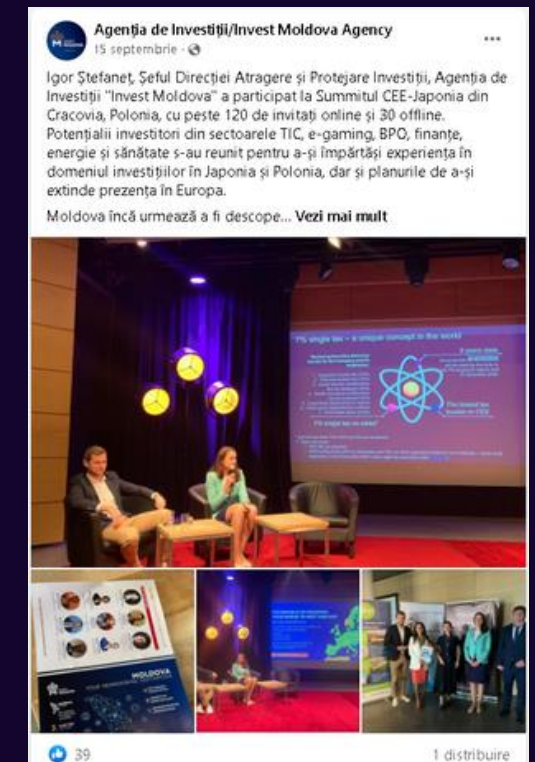 Agenția de Investiții/Invest Moldova Agency
15 septembrie
Igor Ștefaneț, Șeful Direcției Atragere și Protejare Investiții, Agenția de
Investiții "Invest Moldova" a participat la Summitul CEE-Japonia din
Cracovia, Polonia, cu peste 120 de invitați online și 30 offline.
Potențialii investitori din sectoarele TIC, e-gaming, BPO, finanțe,
energie și sănătate s-au reunit pentru a-și împărtăși experiența în
domeniul investițiilor în Japonia și Polonia, dar și planurile de a-și
extinde prezența în Europa.
Moldova încă urmează a fi descope... Vezi mai mult
7% single tax – a unique concept in the world
MOLDOVA
39
1 distribuire